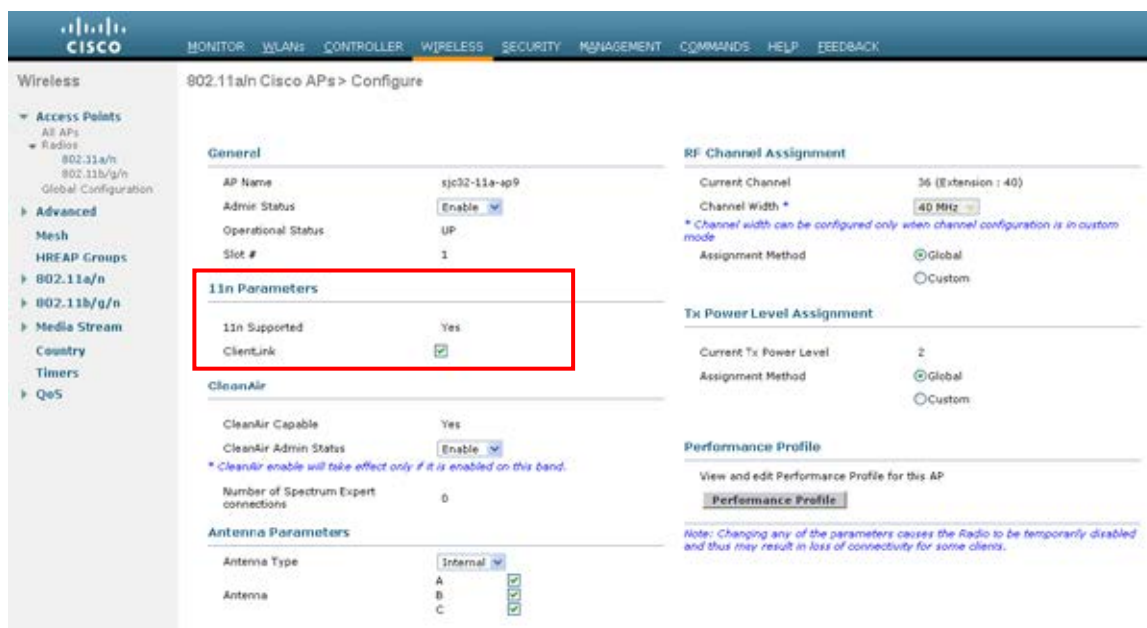 CISCO
MONITOR WLANs CONTROLLER WIRELESS SECURITY MANAGEMENT COMMANDS HELP FEEDBACK
Wireless
Access Points
All APs
Radios
802.11a/n
802.11b/g/n
Global Configuration
Advanced
Mesh
HREAP Groups
802.11a/n
802.11b/g/n
Media Stream
Country
Timers
QoS
802.11a/n Cisco APs > Configure
General
AP Name sjc32-11a-ap9
Admin Status Enable
Operational Status UP
Slot # 1
11n Parameters
11n Supported Yes
ClientLink
CleanAir
CleanAir Capable Yes
CleanAir Admin Status Enable
* CleanAir enable will take effect only if it is enabled on this band.
Number of Spectrum Expert
connections 0
Antenna Parameters
Antenna Type Internal
Antenna
A
B
C
RF Channel Assignment
Current Channel 36 (Extension : 40)
Channel Width * 40 MHz
* Channel width can be configured only when channel configuration is in custom
mode
Assignment Method Global
Custom
Tx Power Level Assignment
Current Tx Power Level 2
Assignment Method Global
Custom
Performance Profile
View and edit Performance Profile for this AP
Performance Profile
Note: Changing any of the parameters causes the Radio to be temporarily disabled
and thus may result in loss of connectivity for some clients.